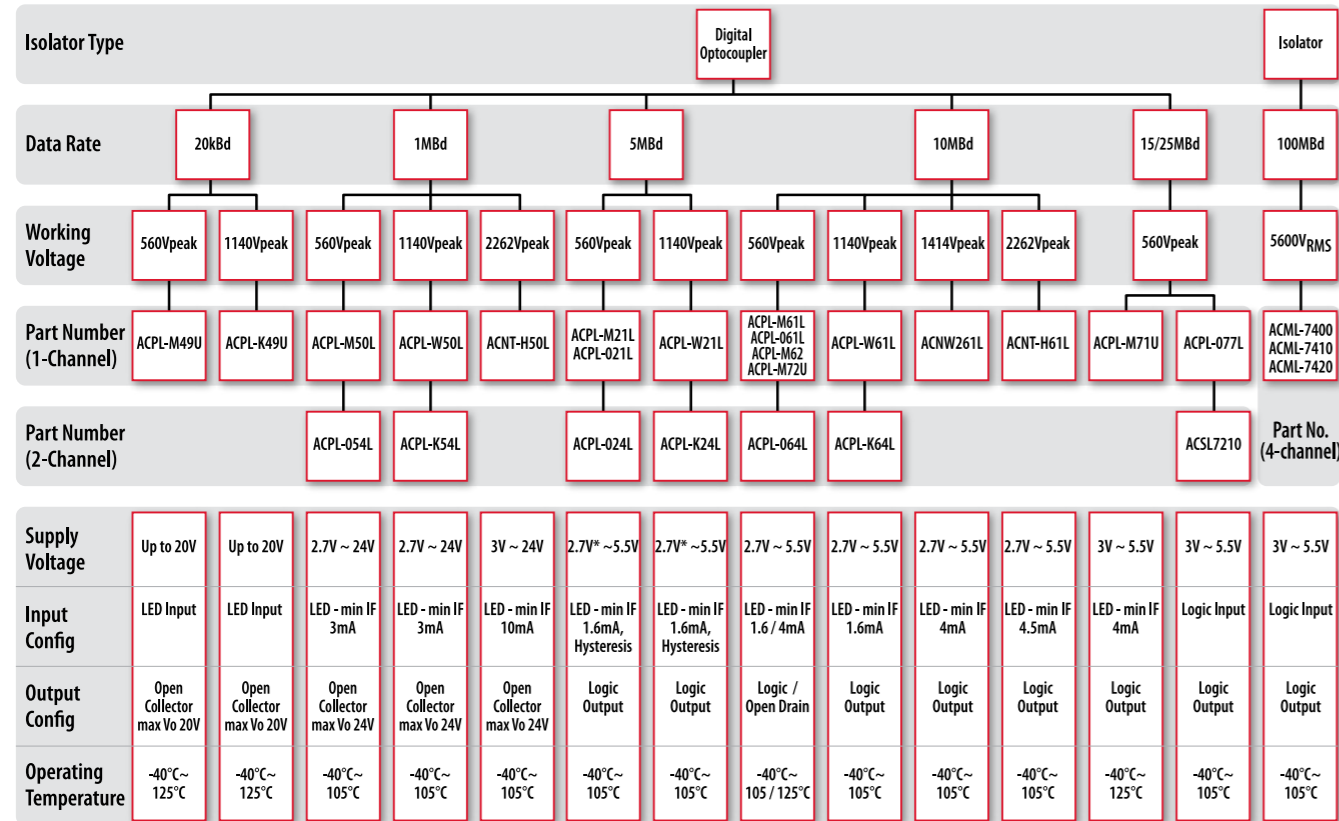 Isolator Type
Digital
Optocoupler
Isolator
Data Rate
20kBd
1MBd
5MBd
10MBd
15/25MBd
100MBd
Working
Voltage
560Vpeak
1140Vpeak
560Vpeak
1140Vpeak
2262Vpeak
560Vpeak
1140Vpeak
560Vpeak
1140Vpeak
1414Vpeak
2262Vpeak
560Vpeak
5600VRMS
Part Number
(1-Channel)
ACPL-M49U
ACPL-K49U
ACPL-M50L
ACPL-W50L
ACNT-H50L
ACPL-M21L
ACPL-021L
ACPL-W21L
ACPL-M61L
ACPL-061L
ACPL-M62
ACPL-M72U
ACPL-W61L
ACNW261L
ACNT-H61L
ACPL-M71U
ACPL-077L
ACML-7400
ACML-7410
ACML-7420
Part Number
(2-Channel)
ACPL-054L
ACPL-K54L
ACPL-024L
ACPL-K24L
ACPL-064L
ACPL-K64L
ACSL7210
Part No.
(4-channel)
Supply
Voltage
Up to 20V
Up to 20V
2.7V ~ 24V
2.7V ~ 24V
3V ~ 24V
2.7V* ~5.5V
2.7V* ~5.5V
2.7V ~ 5.5V
2.7V ~ 5.5V
2.7V ~ 5.5V
2.7V ~ 5.5V
3V ~ 5.5V
3V ~ 5.5V
3V ~ 5.5V
Input
Config
LED Input
LED Input
LED - min IF
3mA
LED - min IF
3mA
LED - min IF
10mA
LED - min IF
1.6mA,
Hysteresis
LED - min IF
1.6mA,
Hysteresis
LED - min IF
1.6 / 4mA
LED - min IF
1.6mA
LED - min IF
4mA
LED - min IF
4.5mA
LED - min IF
4mA
Logic Input
Logic Input
Output
Config
Open
Collector
max Vo 20V
Open
Collector
max Vo 20V
Open
Collector
max Vo 24V
Open
Collector
max Vo 24V
Open
Collector
max Vo 24V
Logic
Output
Logic
Output
Logic /
Open Drain
Logic
Output
Logic
Output
Logic
Output
Logic
Output
Logic
Output
Logic
Output
Operating
Temperature
-40°C~
125°C
-40°C~
125°C
-40°C~
105°C
-40°C~
105°C
-40°C~
105°C
-40°C~
105°C
-40°C~
105°C
-40°C~
105 / 125°C
-40°C~
105°C
-40°C~
105°C
-40°C~
105°C
-40°C~
125°C
-40°C~
105°C
-40°C~
105°C